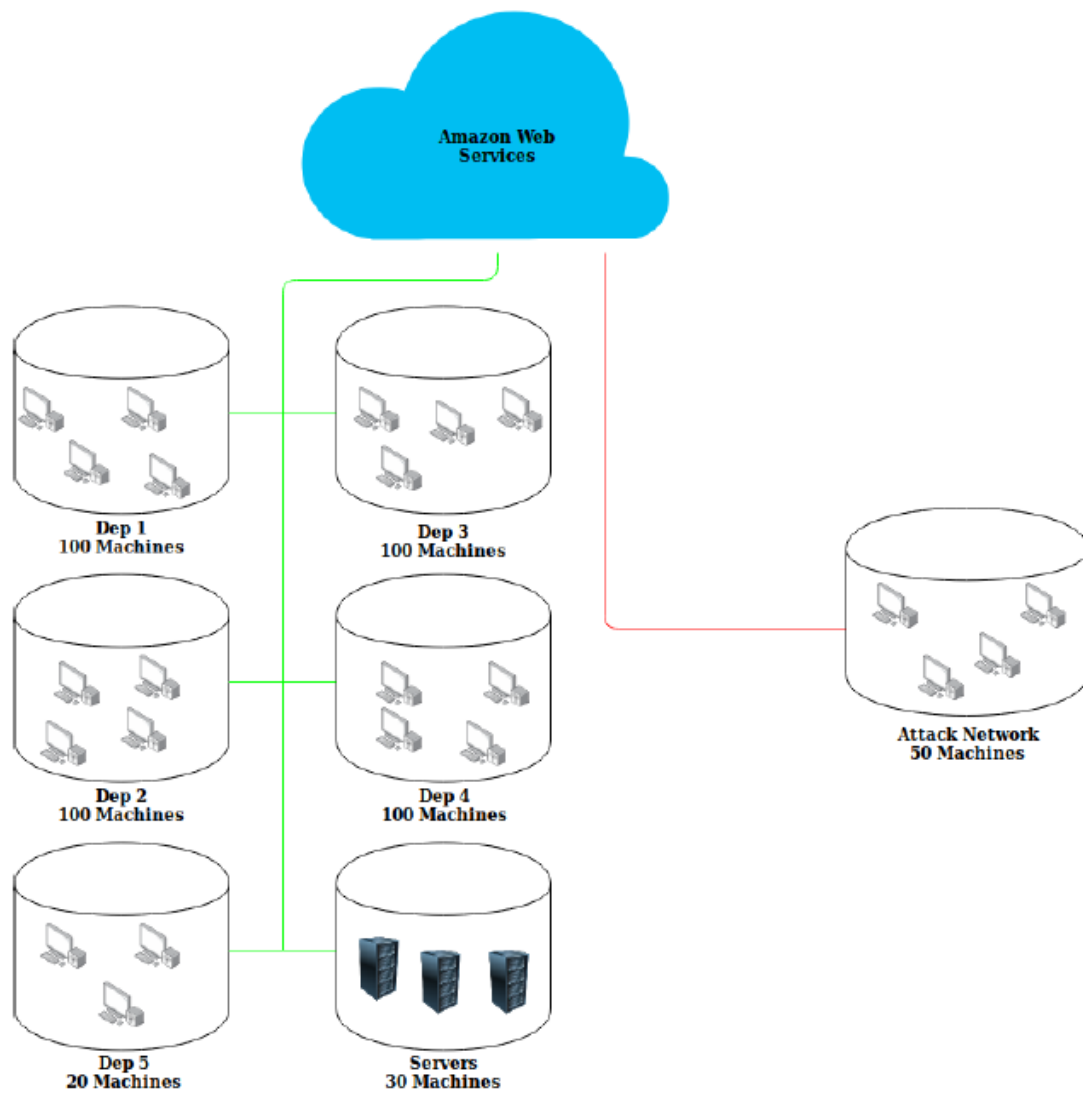 Amazon Web
Services
Dep 1
100 Machines
Dep 3
100 Machines
Dep 2
100 Machines
Dep 4
100 Machines
Attack Network
50 Machines
Dep 5
20 Machines
Servers
30 Machines